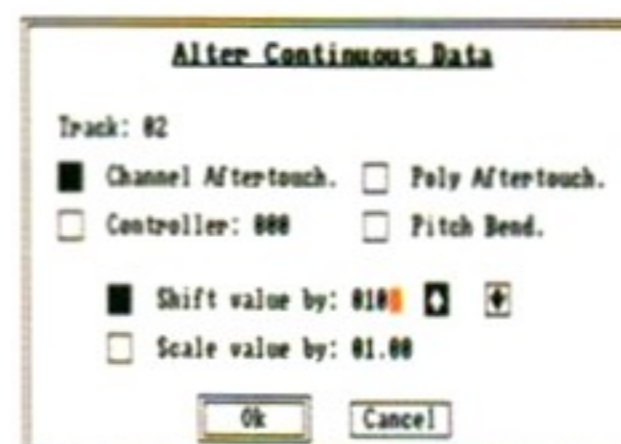 Alter Continuous Data
Track: 02
Channel Aftertouch. Poly Aftertouch.
Controller: 000 Pitch Bend.
Shift value by: 010
Scale value by: 01.00
Ok Cancel